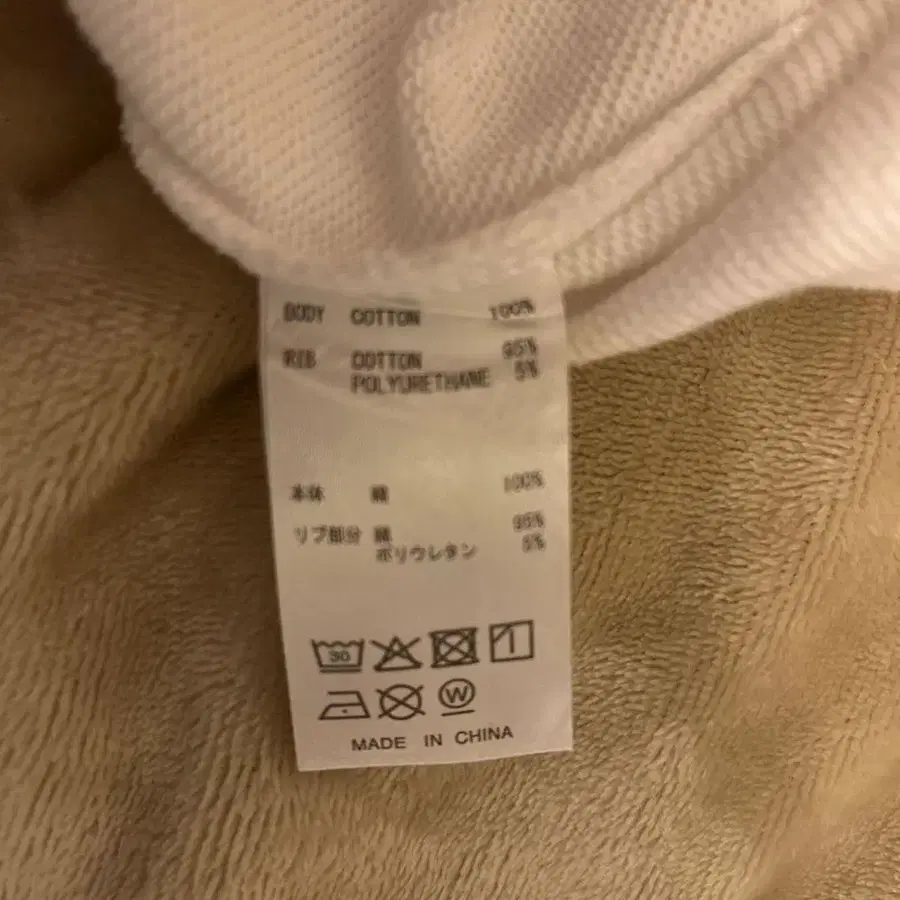 BODY COTTON 100%
RIB COTTON 95%
POLYURETHANE 5%
本体 綿 100%
リブ部分 綿 95%
ポリウレタン 5%
30
W
MADE IN CHINA